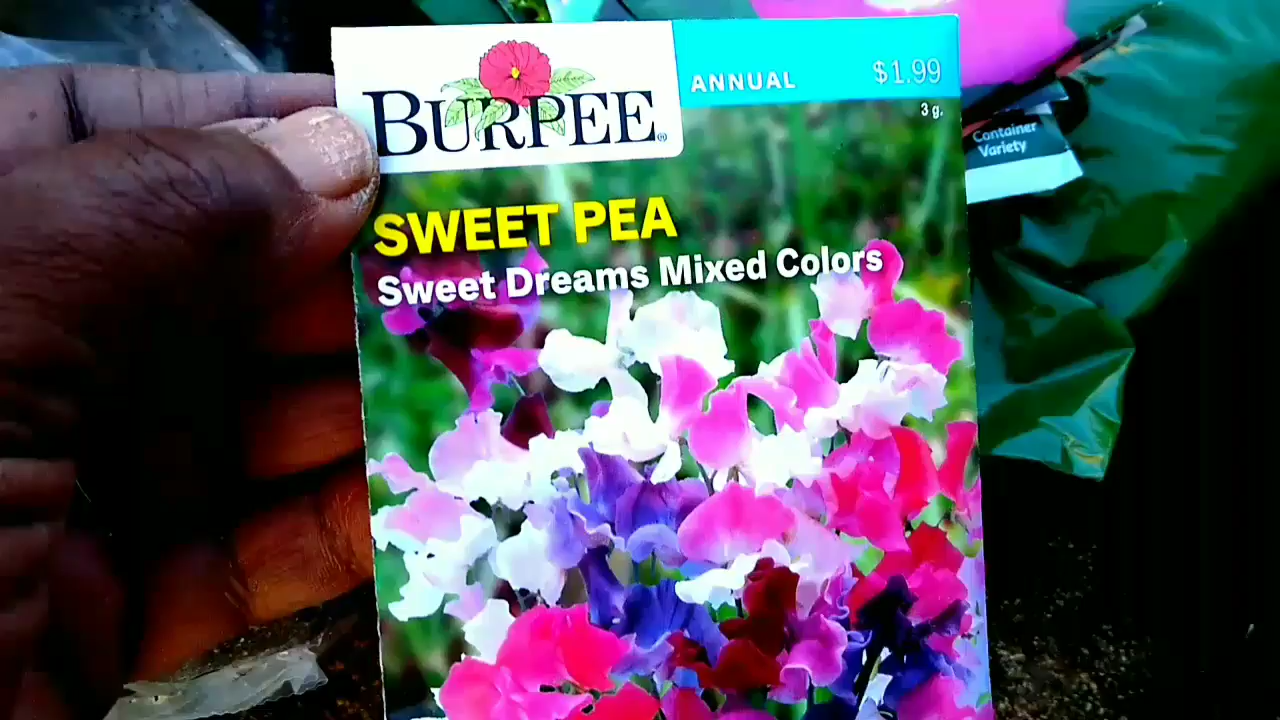 BURPEE®
ANNUAL $1.99
3 g.
SWEET PEA
Sweet Dreams Mixed Colors
Container
Variety